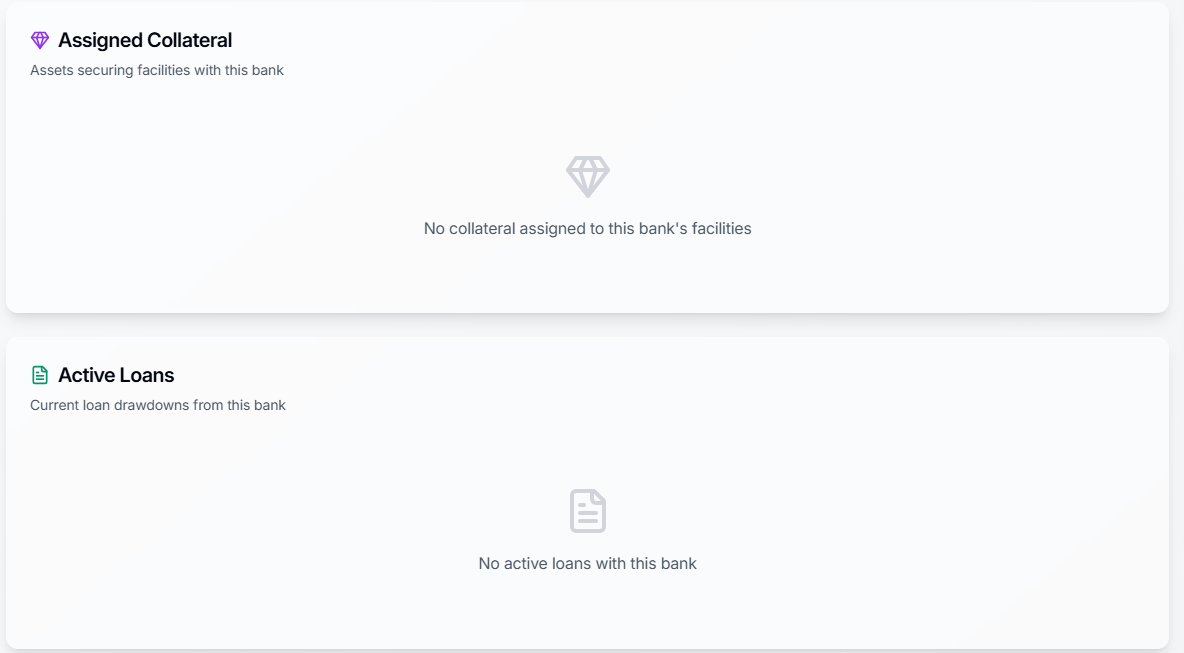 Assigned Collateral
Assets securing facilities with this bank
No collateral assigned to this bank's facilities
Active Loans
Current loan drawdowns from this bank
No active loans with this bank